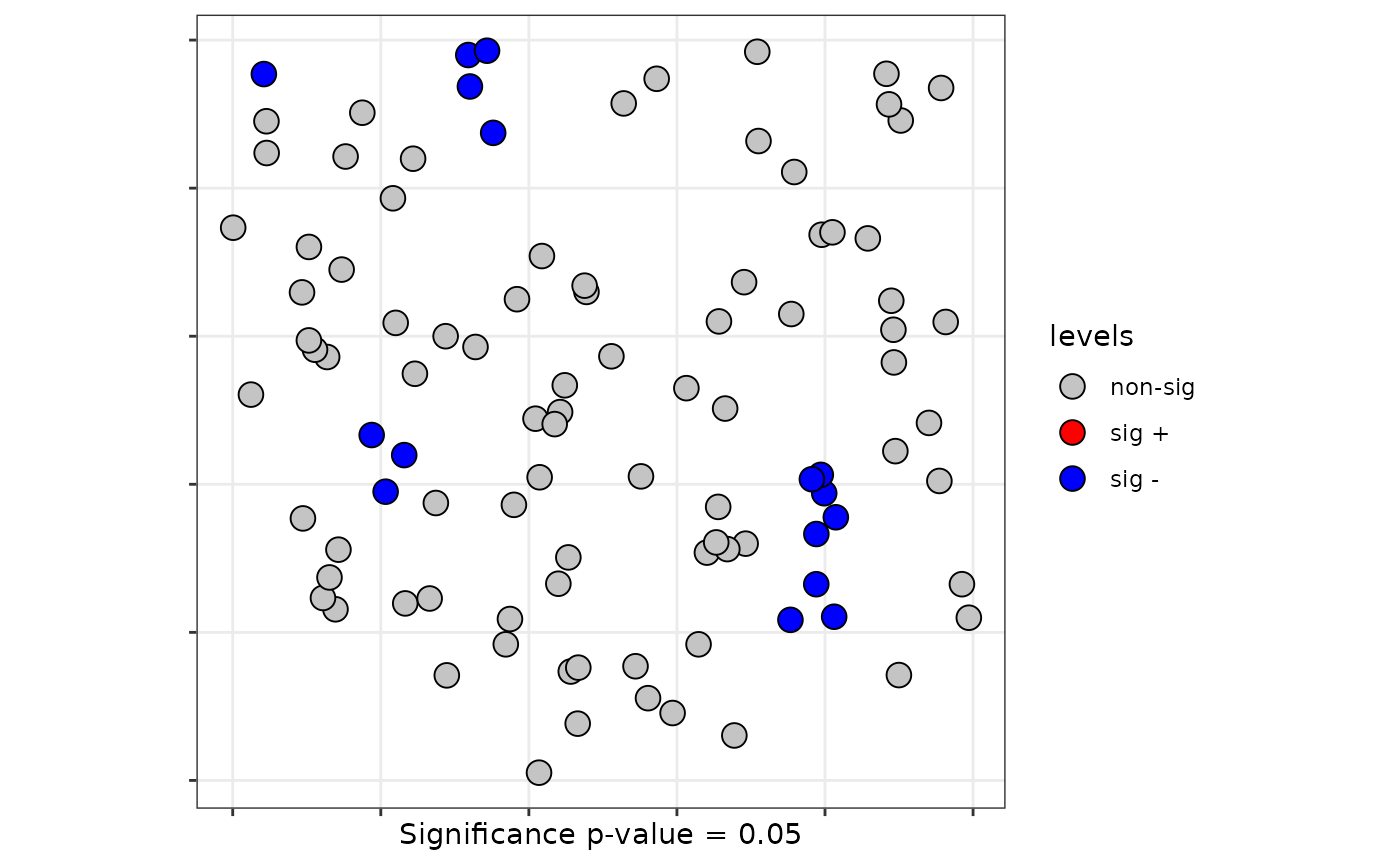 levels
non-sig
sig +
sig -
Significance p-value = 0.05